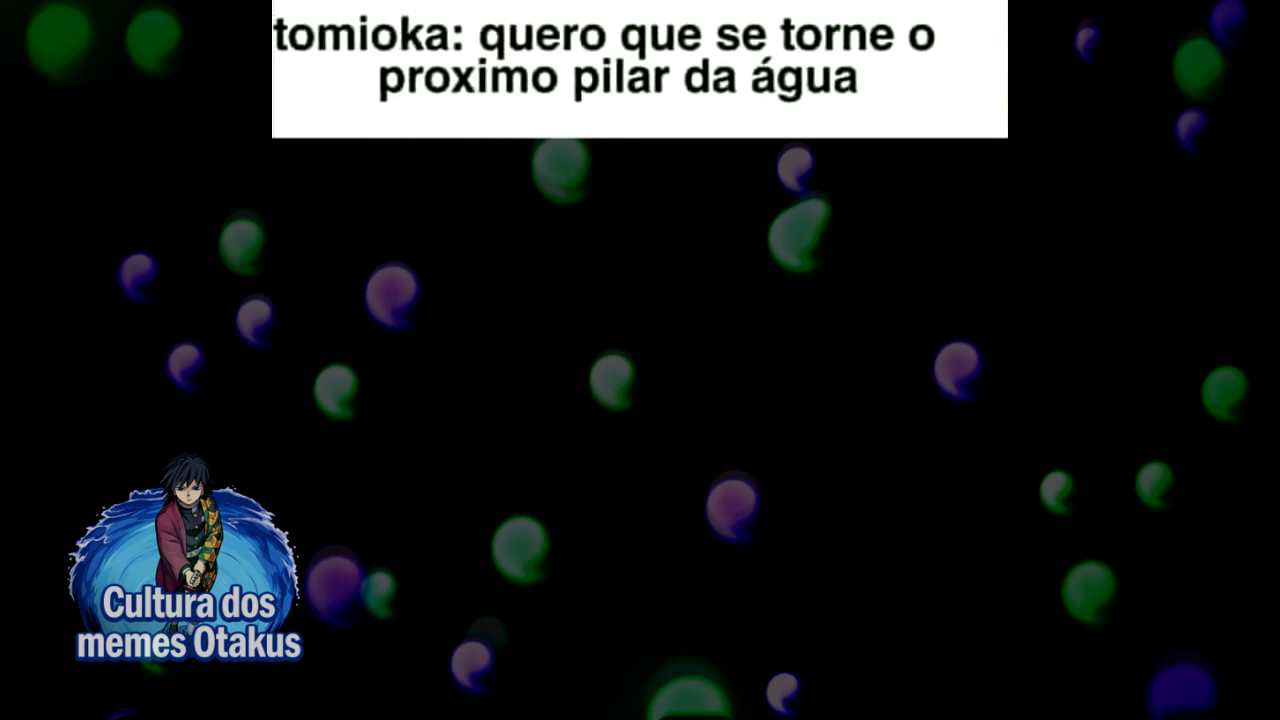 tomioka: quero que se torne o
proximo pilar da água
Cultura dos
memes Otakus